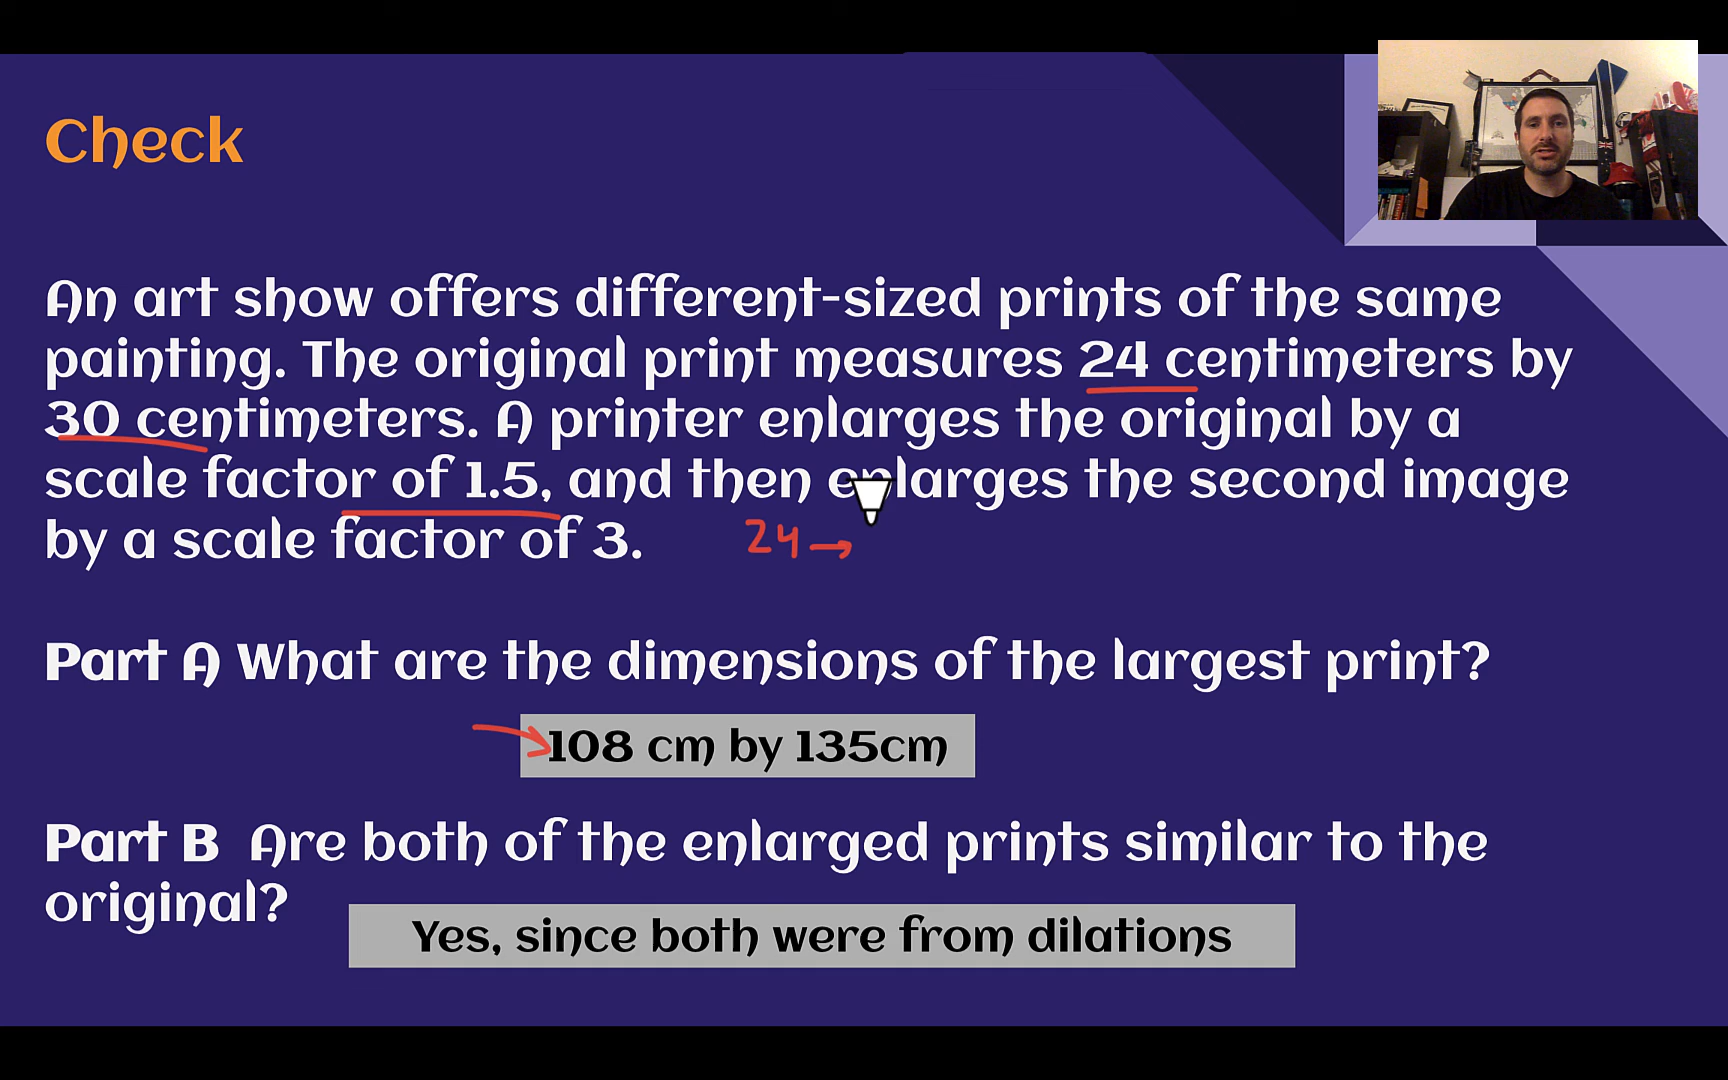 Check
An art show offers different-sized prints of the same
painting. The original print measures 24 centimeters by
30 centimeters. A printer enlarges the original by a
scale factor of 1.5, and then enlarges the second image
by a scale factor of 3.
24 →
Part A What are the dimensions of the largest print?
108 cm by 135cm
Part B Are both of the enlarged prints similar to the
original?
Yes, since both were from dilations